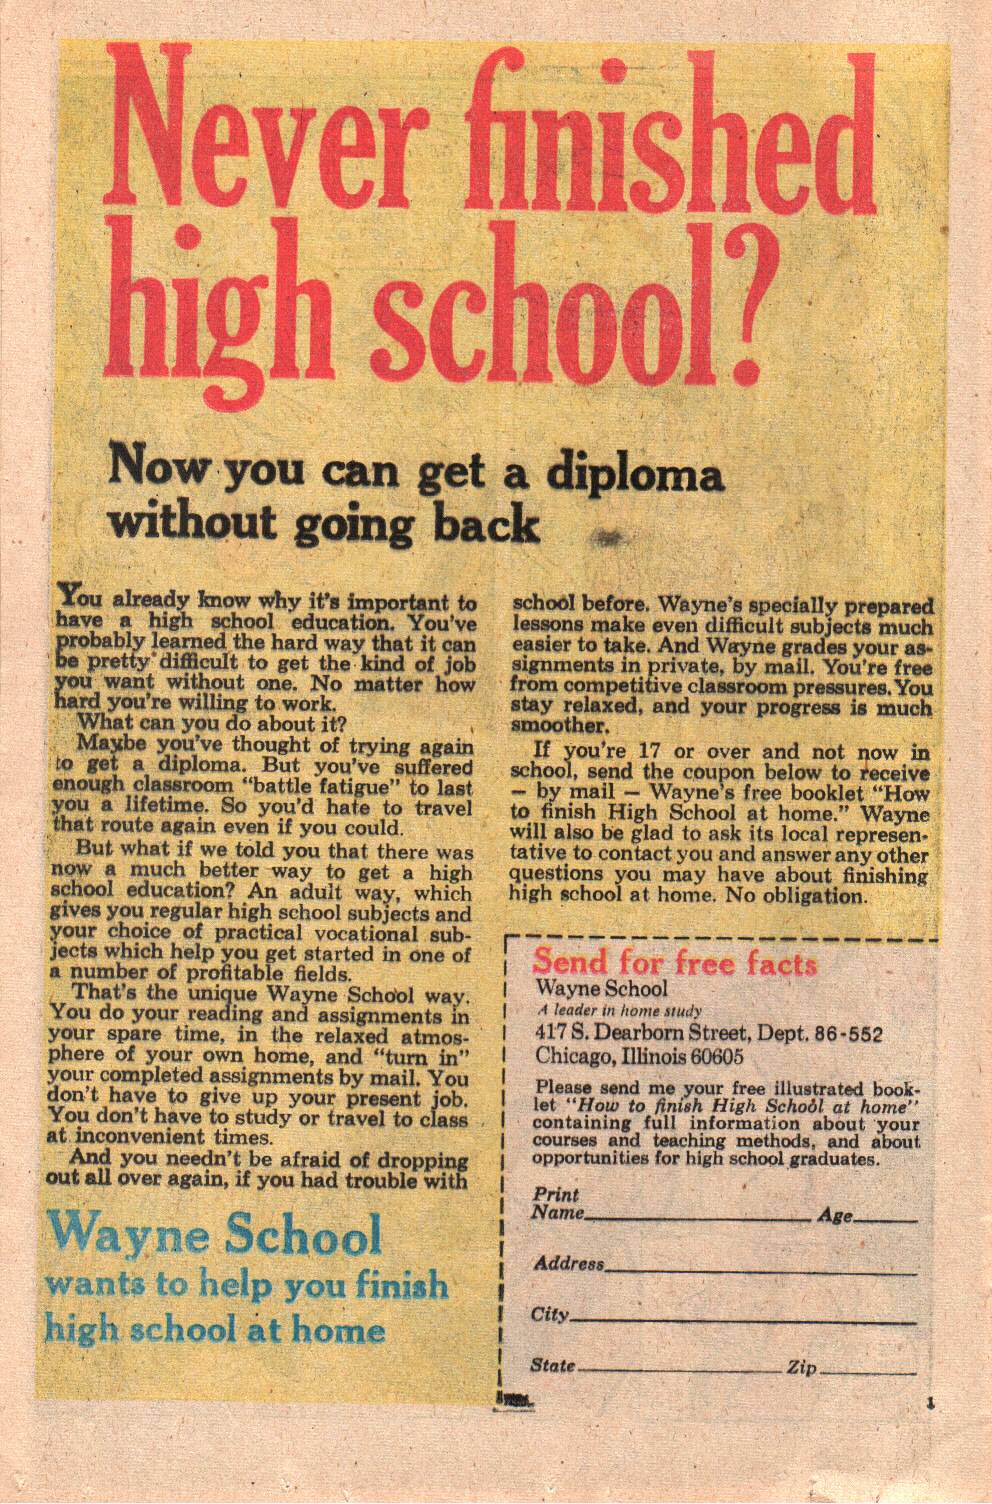 Never finished
high school?
Now you can get a diploma
without going back
You already know why it's important to
have a high school education. You've
probably learned the hard way that it can
be pretty difficult to get the kind of job
you want without one. No matter how
hard you're willing to work.
What can you do about it?
Maybe you've thought of trying again
to get a diploma. But you've suffered
enough classroom "battle fatigue" to last
you a lifetime. So you'd hate to travel
that route again even if you could.
But what if we told you that there was
now a much better way to get a high
school education? An adult way, which
gives you regular high school subjects and
your choice of practical vocational sub-
jects which help you get started in one of
a number of profitable fields.
That's the unique Wayne School way.
You do your reading and assignments in
your spare time, in the relaxed atmos-
phere of your own home, and "turn in"
your completed assignments by mail. You
don't have to give up your present job.
You don't have to study or travel to class
at inconvenient times.
And you needn't be afraid of dropping
out all over again, if you had trouble with
school before. Wayne's specially prepared
lessons make even difficult subjects much
easier to take. And Wayne grades your as-
signments in private, by mail. You're free
from competitive classroom pressures. You
stay relaxed, and your progress is much
smoother.
If you're 17 or over and not now in
school, send the coupon below to receive
— by mail — Wayne's free booklet "How
to finish High School at home." Wayne
will also be glad to ask its local represen-
tative to contact you and answer any other
questions you may have about finishing
high school at home. No obligation.
Wayne School
wants to help you finish
high school at home
Send for free facts
Wayne School
A leader in home study
417 S. Dearborn Street, Dept. 86-552
Chicago, Illinois 60605
Please send me your free illustrated book-
let "How to finish High School at home"
containing full information about your
courses and teaching methods, and about
opportunities for high school graduates.
Print
Name Age
Address
City
State Zip
1